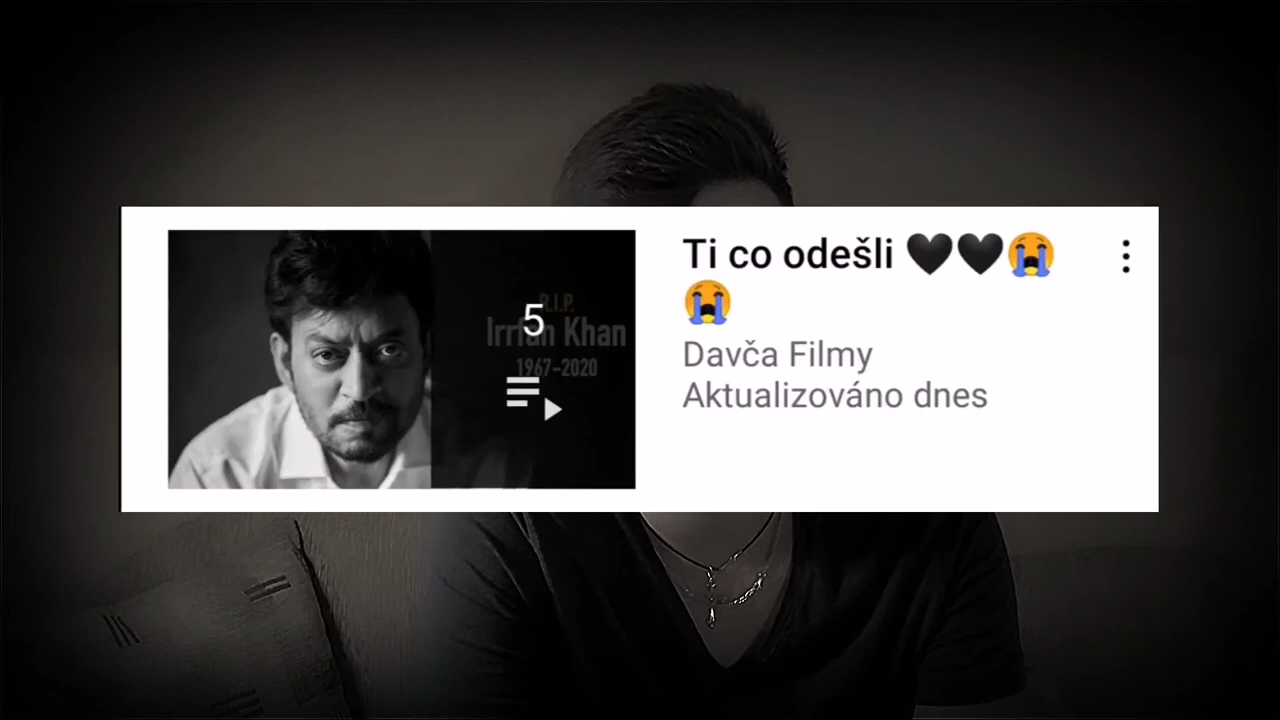 R.I.P.
5
Irrfan Khan
1967-2020
Ti co odešli 🖤🖤😭
😭
Davča Filmy
Aktualizováno dnes